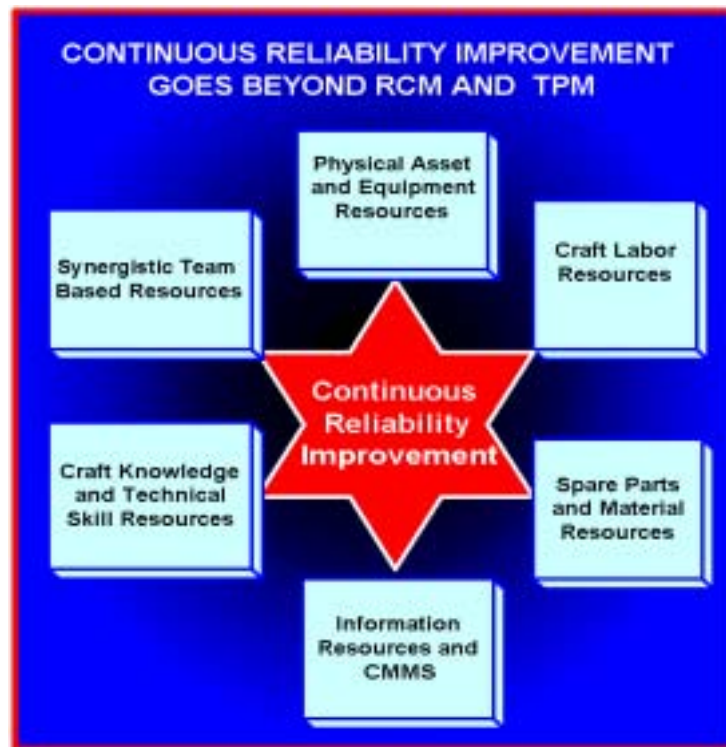 CONTINUOUS RELIABILITY IMPROVEMENT
GOES BEYOND RCM AND TPM
Physical Asset
and Equipment
Resources
Synergistic Team
Based Resources
Craft Labor
Resources
Continuous
Reliability
Improvement
Craft Knowledge
and Technical
Skill Resources
Spare Parts
and Material
Resources
Information
Resources and
CMMS